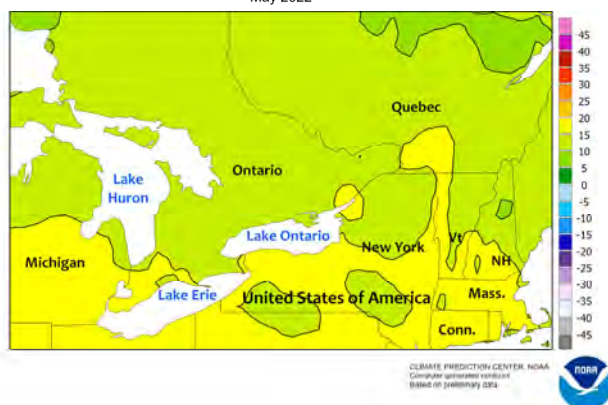 May 2022
Quebec
Ontario
Lake
Huron
Lake Ontario
Michigan
New York
Vt
NH
Lake Erie
United States of America
Mass.
Conn.
45
40
35
30
25
20
15
10
5
0
-5
-10
-15
-20
-25
-30
-35
-40
-45
CLIMATE PREDICTION CENTER, NOAA
Computer generated contours
Based on preliminary data
NOAA